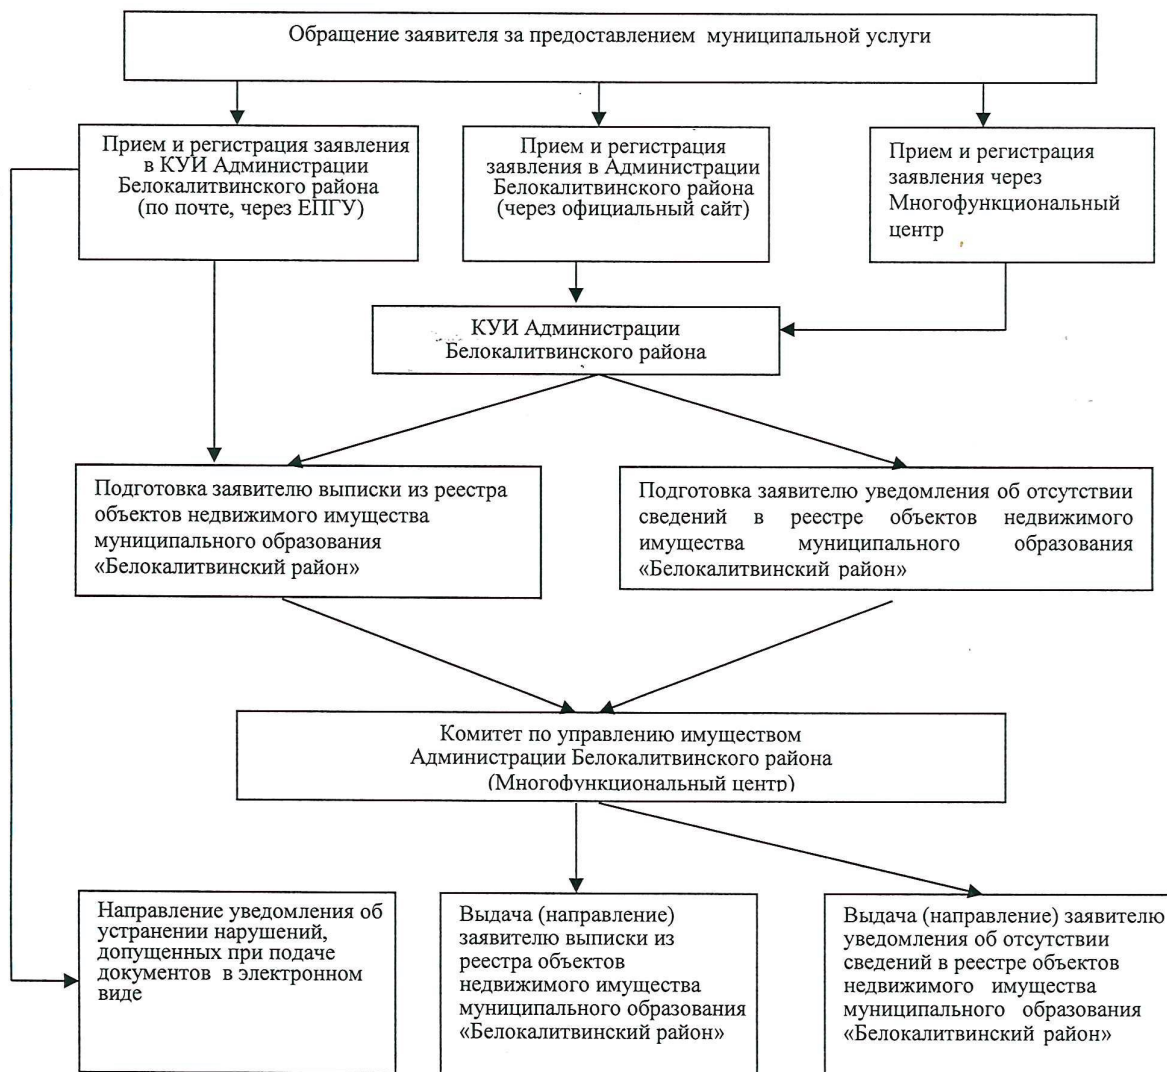 Обращение заявителя за предоставлением муниципальной услуги
Прием и регистрация заявления
в КУИ Администрации
Белокалитвинского района
(по почте, через ЕПГУ)
Прием и регистрация
заявления в Администрации
Белокалитвинского района
(через официальный сайт)
Прием и регистрация
заявления через
Многофункциональный
центр
КУИ Администрации
Белокалитвинского района
Подготовка заявителю выписки из реестра
объектов недвижимого имущества
муниципального образования
«Белокалитвинский район»
Подготовка заявителю уведомления об отсутствии
сведений в реестре объектов недвижимого
имущества муниципального образования
«Белокалитвинский район»
Комитет по управлению имуществом
Администрации Белокалитвинского района
(Многофункциональный центр)
Направление уведомления об
устранении нарушений,
допущенных при подаче
документов в электронном
виде
Выдача (направление)
заявителю выписки из
реестра объектов
недвижимого имущества
муниципального образования
«Белокалитвинский район»
Выдача (направление) заявителю
уведомления об отсутствии
сведений в реестре объектов
недвижимого имущества
муниципального образования
«Белокалитвинский район»